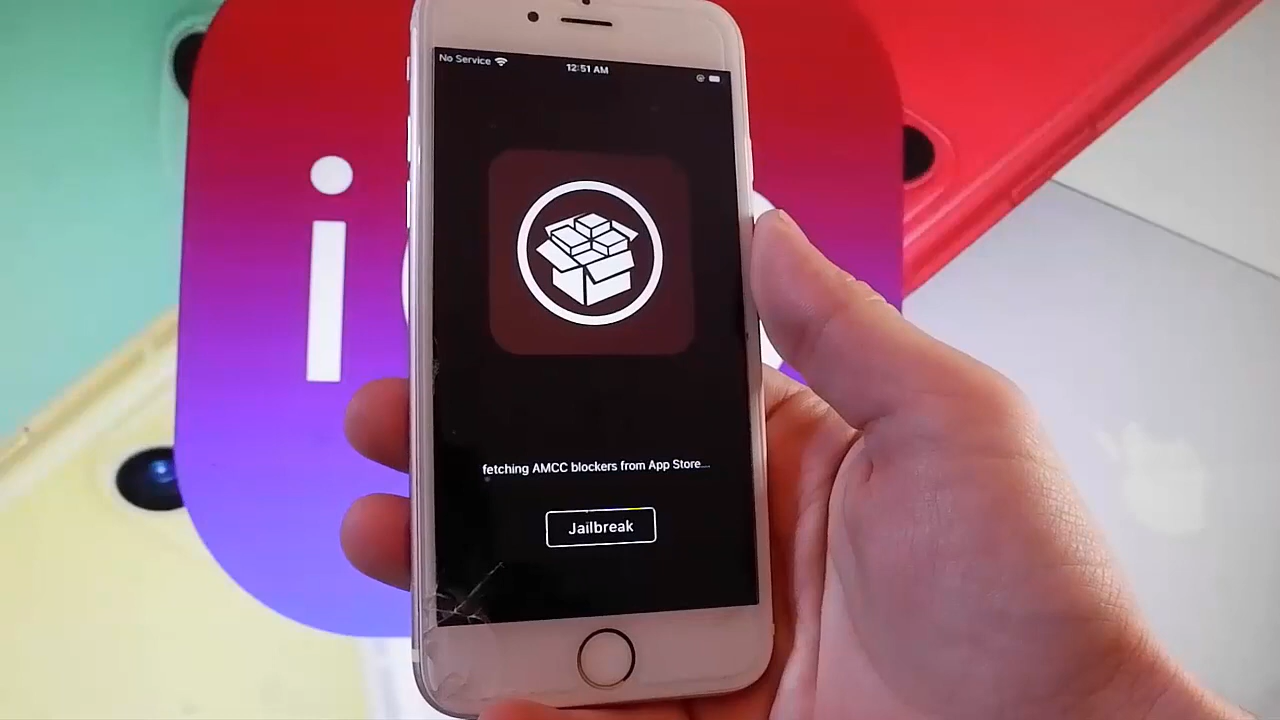 No Service
12:51 AM
i
fetching AMCC blockers from App Store....
Jailbreak